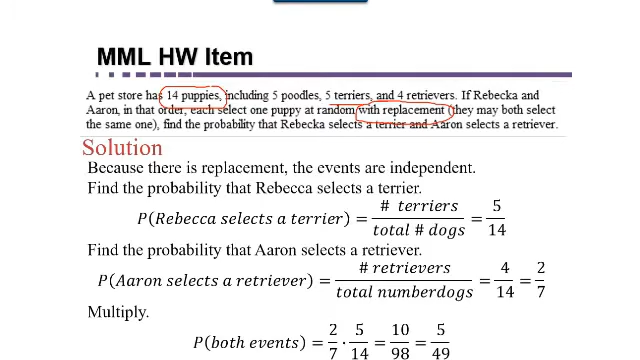 MML HW Item
A pet store has 14 puppies, including 5 poodles, 5 terriers, and 4 retrievers. If Rebecka and
Aaron, in that order, each select one puppy at random with replacement (they may both select
the same one), find the probability that Rebecka selects a terrier and Aaron selects a retriever.
Solution
Because there is replacement, the events are independent.
Find the probability that Rebecca selects a terrier.
P(Rebecca selects a terrier) = # terriers / total # dogs = 5/14
Find the probability that Aaron selects a retriever.
P(Aaron selects a retriever) = # retrievers / total numberdogs = 4/14 = 2/7
Multiply.
P(both events) = 2/7 · 5/14 = 10/98 = 5/49